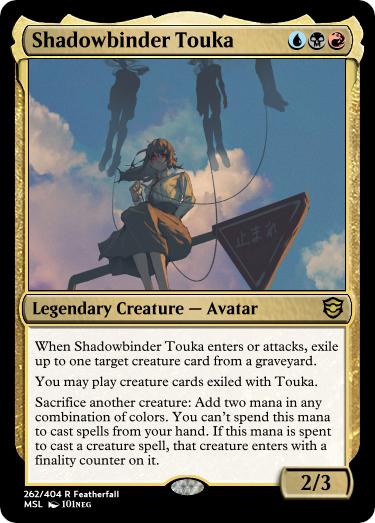 Shadowbinder Touka
止まれ
Legendary Creature — Avatar
When Shadowbinder Touka enters or attacks, exile
up to one target creature card from a graveyard.
You may play creature cards exiled with Touka.
Sacrifice another creature: Add two mana in any
combination of colors. You can't spend this mana
to cast spells from your hand. If this mana is spent
to cast a creature spell, that creature enters with a
finality counter on it.
2/3
262/404 R Featherfall
MSL 101NEG